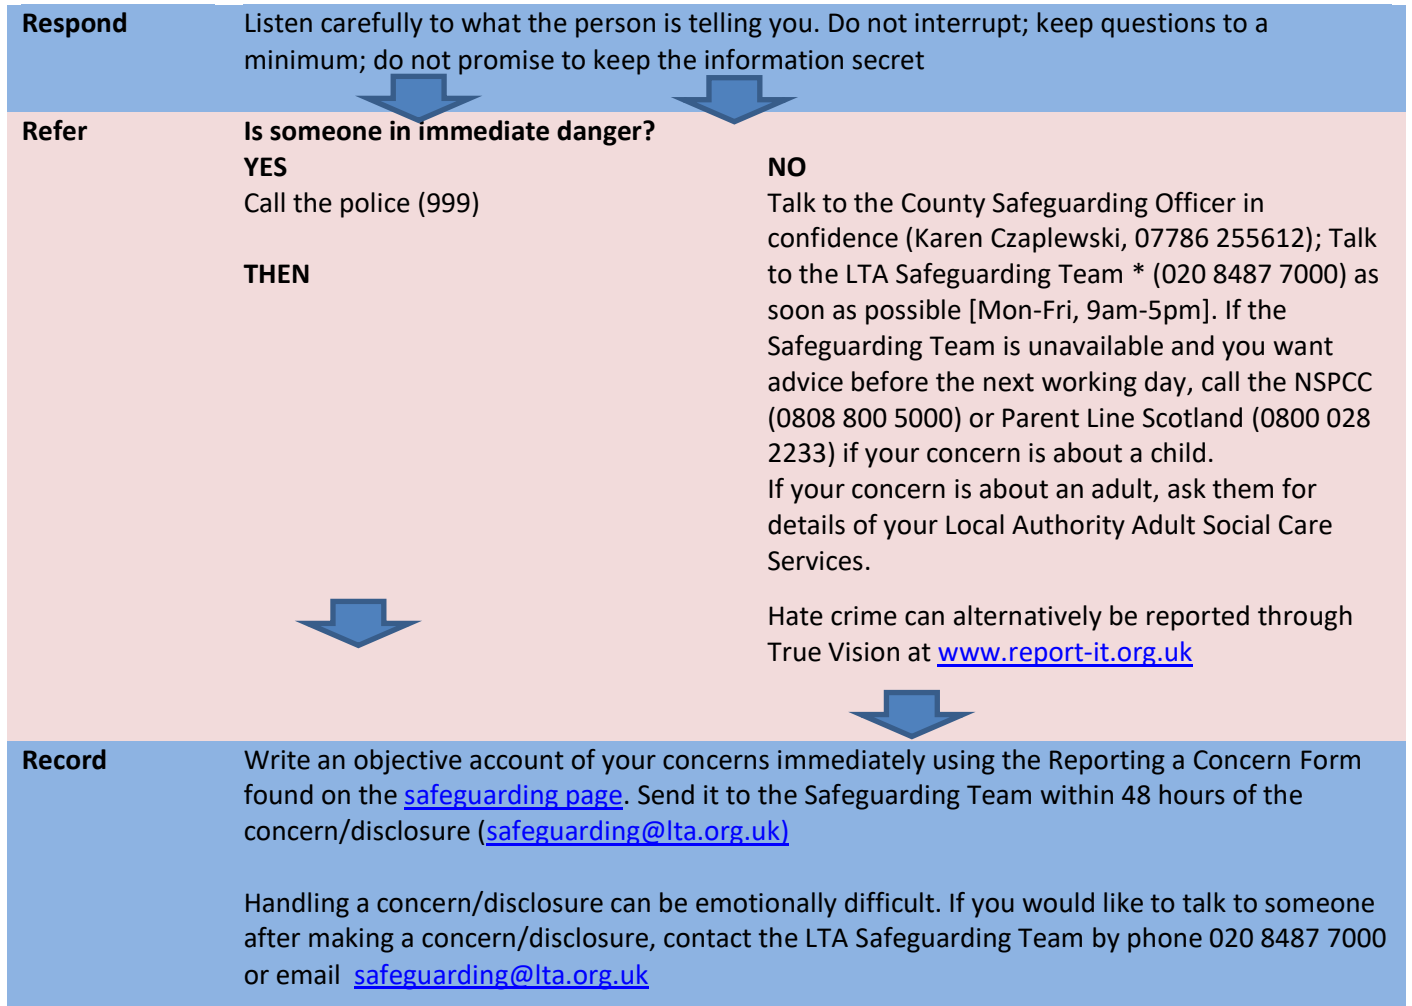 Respond
Listen carefully to what the person is telling you. Do not interrupt; keep questions to a
minimum; do not promise to keep the information secret
Refer
Is someone in immediate danger?
YES
Call the police (999)
THEN
NO
Talk to the County Safeguarding Officer in
confidence (Karen Czaplewski, 07786 255612); Talk
to the LTA Safeguarding Team * (020 8487 7000) as
soon as possible [Mon-Fri, 9am-5pm]. If the
Safeguarding Team is unavailable and you want
advice before the next working day, call the NSPCC
(0808 800 5000) or Parent Line Scotland (0800 028
2233) if your concern is about a child.
If your concern is about an adult, ask them for
details of your Local Authority Adult Social Care
Services.
Hate crime can alternatively be reported through
True Vision at www.report-it.org.uk
Record
Write an objective account of your concerns immediately using the Reporting a Concern Form
found on the safeguarding page. Send it to the Safeguarding Team within 48 hours of the
concern/disclosure (safeguarding@lta.org.uk)
Handling a concern/disclosure can be emotionally difficult. If you would like to talk to someone
after making a concern/disclosure, contact the LTA Safeguarding Team by phone 020 8487 7000
or email safeguarding@lta.org.uk